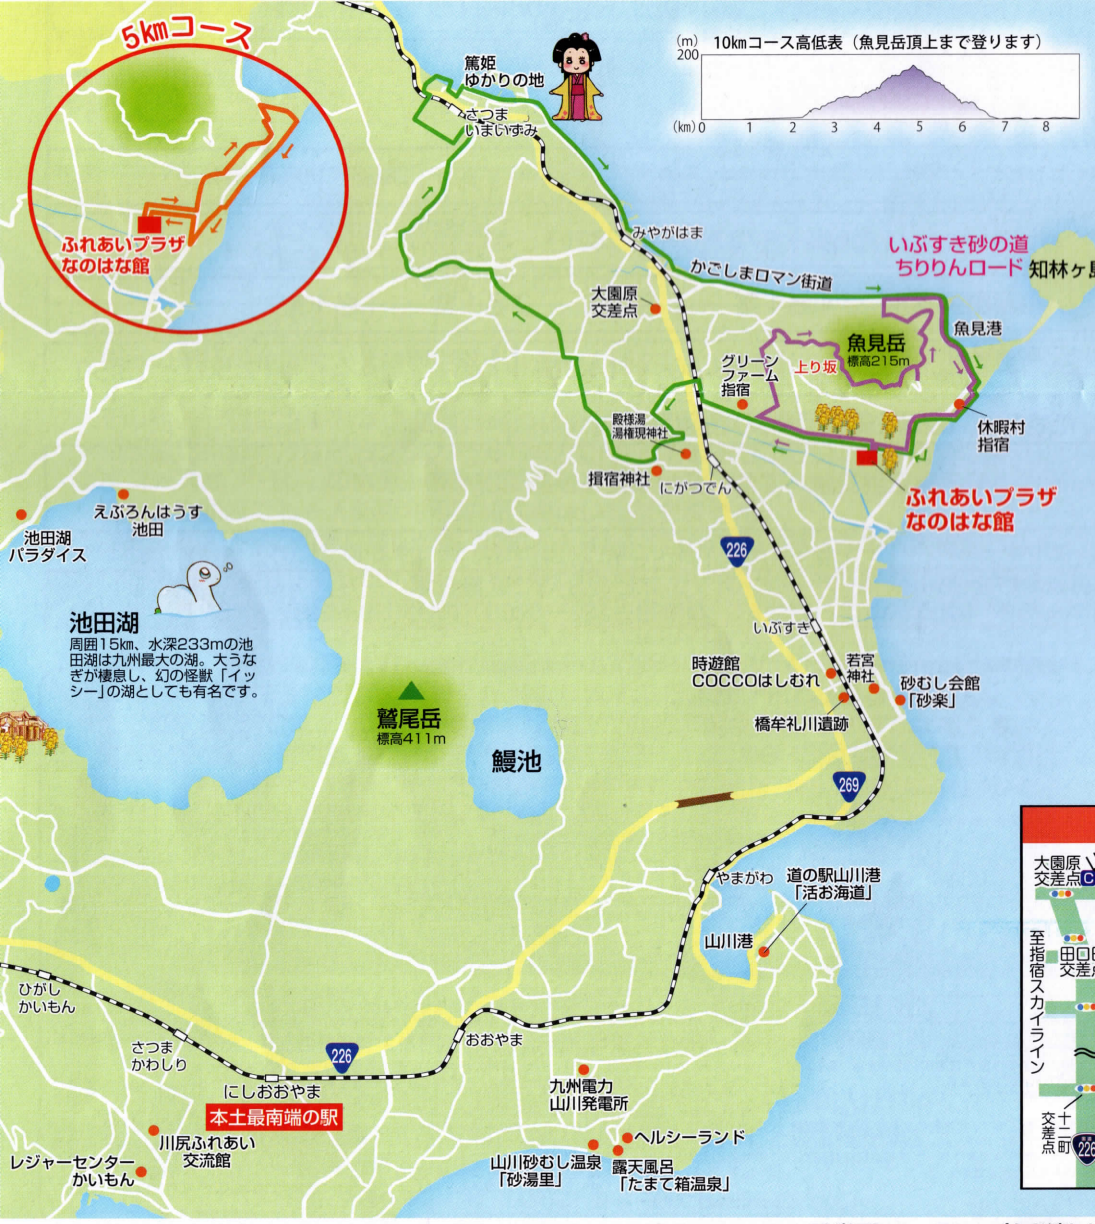 5㎞コース
ふれあいプラザ
なのはな館
篤姫
ゆかりの地
さつま
いまいずみ
(m) 10㎞コース高低表（魚見岳頂上まで登ります）
200
(km) 0 1 2 3 4 5 6 7 8
みやがはま
かごしまロマン街道
いぶすき砂の道
ちりりんロード
知林ヶ島
大園原
交差点
魚見岳
標高215m
魚見港
上り坂
グリーン
ファーム
指宿
休暇村
指宿
殿様湯
湯権現神社
揖宿神社
にがつでん
ふれあいプラザ
なのはな館
えぷろんはうす
池田
池田湖
パラダイス
226
池田湖
周囲15㎞、水深233mの池
田湖は九州最大の湖。大うな
ぎが棲息し、幻の怪獣「イッ
シー」の湖としても有名です。
いぶすき
時遊館
COCCOはしむれ
若宮
神社
砂むし会館
「砂楽」
橋牟礼川遺跡
鷲尾岳
標高411m
鰻池
269
やまがわ
道の駅山川港
「活お海道」
山川港
大園原
交差点
至指宿スカイライン
田口
交差
十二町
交差点
226
ひがし
かいもん
さつま
かわしり
226
おおやま
にしおおやま
本土最南端の駅
九州電力
山川発電所
川尻ふれあい
交流館
レジャーセンター
かいもん
ヘルシーランド
山川砂むし温泉
「砂湯里」
露天風呂
「たまて箱温泉」